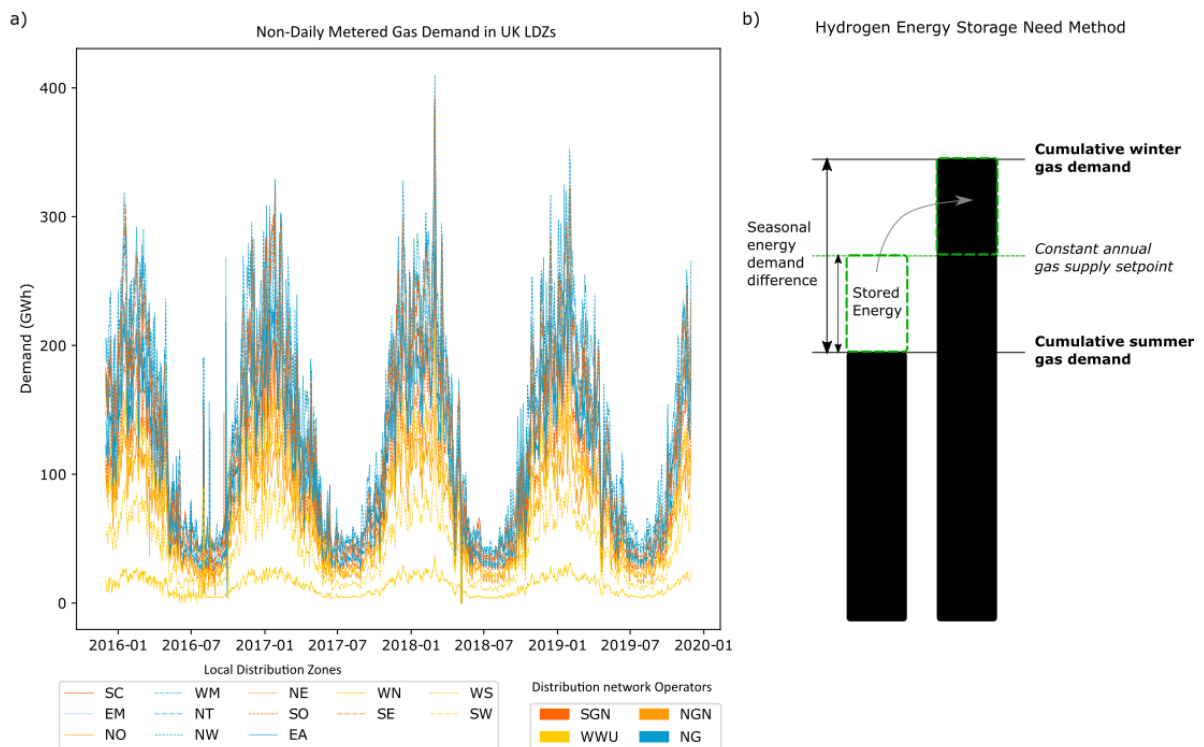 a)
Non-Daily Metered Gas Demand in UK LDZs
Demand (GWh)
400
300
200
100
0
2016-01 2016-07 2017-01 2017-07 2018-01 2018-07 2019-01 2019-07 2020-01
Local Distribution Zones
SC WM NE WN WS
EM NT SO SE SW
NO NW EA
Distribution network Operators
SGN NGN
WWU NG
b)
Hydrogen Energy Storage Need Method
Cumulative winter
gas demand
Seasonal
energy
demand
difference
Constant annual
gas supply setpoint
Stored
Energy
Cumulative summer
gas demand